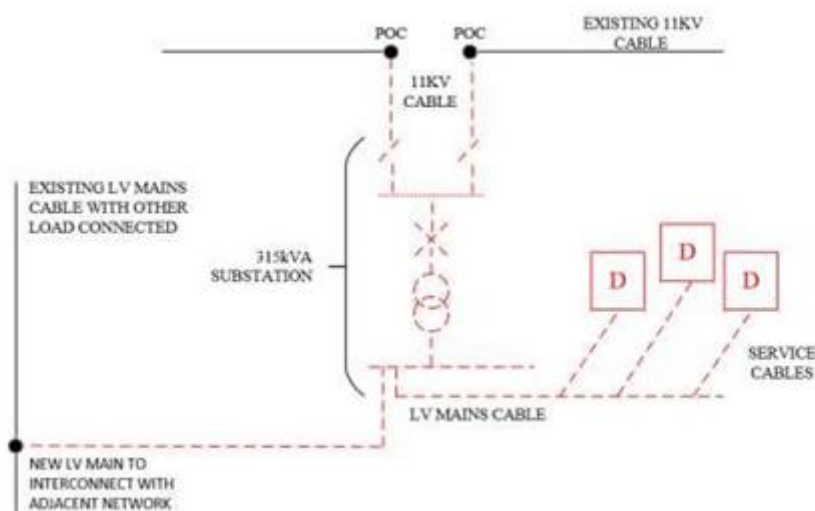 POC
POC
EXISTING 11KV
CABLE
11KV
CABLE
EXISTING LV MAINS
CABLE WITH OTHER
LOAD CONNECTED
315kVA
SUBSTATION
D
D
D
SERVICE
CABLES
LV MAINS CABLE
NEW LV MAIN TO
INTERCONNECT WITH
ADJACENT NETWORK